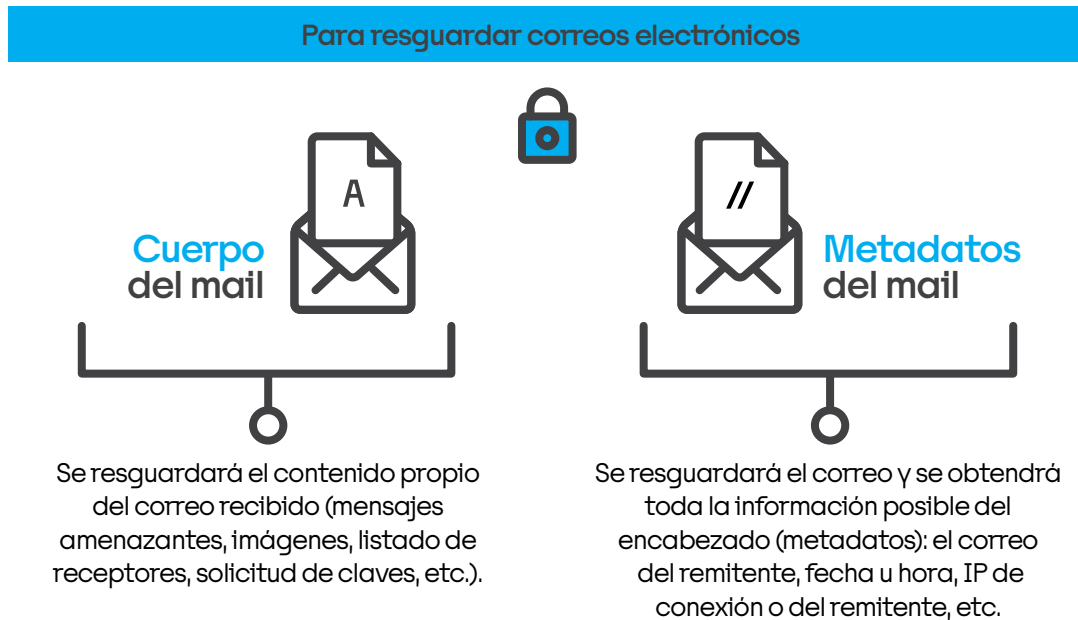 Para resguardar correos electrónicos
A
//
Cuerpo
del mail
Metadatos
del mail
Se resguardará el contenido propio
del correo recibido (mensajes
amenazantes, imágenes, listado de
receptores, solicitud de claves, etc.).
Se resguardará el correo y se obtendrá
toda la información posible del
encabezado (metadatos): el correo
del remitente, fecha u hora, IP de
conexión o del remitente, etc.